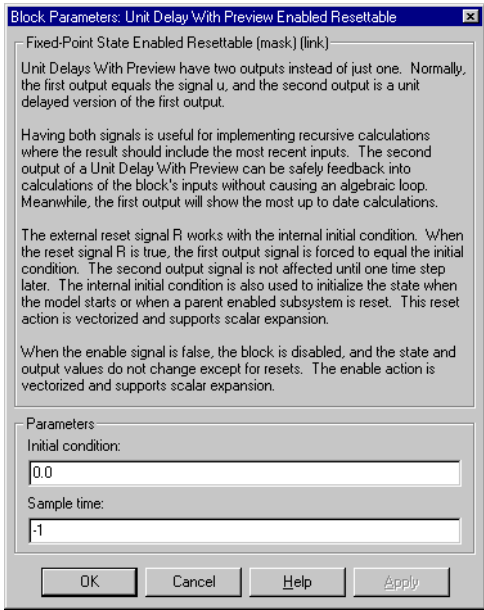 Block Parameters: Unit Delay With Preview Enabled Resettable
Fixed-Point State Enabled Resettable (mask) (link)
Unit Delays With Preview have two outputs instead of just one. Normally,
the first output equals the signal u, and the second output is a unit
delayed version of the first output.
Having both signals is useful for implementing recursive calculations
where the result should include the most recent inputs. The second
output of a Unit Delay With Preview can be safely feedback into
calculations of the block's inputs without causing an algebraic loop.
Meanwhile, the first output will show the most up to date calculations.
The external reset signal R works with the internal initial condition. When
the reset signal R is true, the first output signal is forced to equal the initial
condition. The second output signal is not affected until one time step
later. The internal initial condition is also used to initialize the state when
the model starts or when a parent enabled subsystem is reset. This reset
action is vectorized and supports scalar expansion.
When the enable signal is false, the block is disabled, and the state and
output values do not change except for resets. The enable action is
vectorized and supports scalar expansion.
Parameters
Initial condition:
0.0
Sample time:
-1
OK Cancel Help Apply